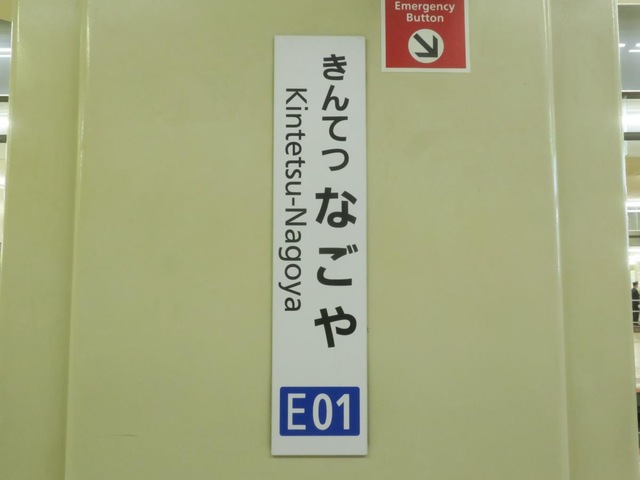 Emergency
Button
きんてつなごや
Kintetsu-Nagoya
E01